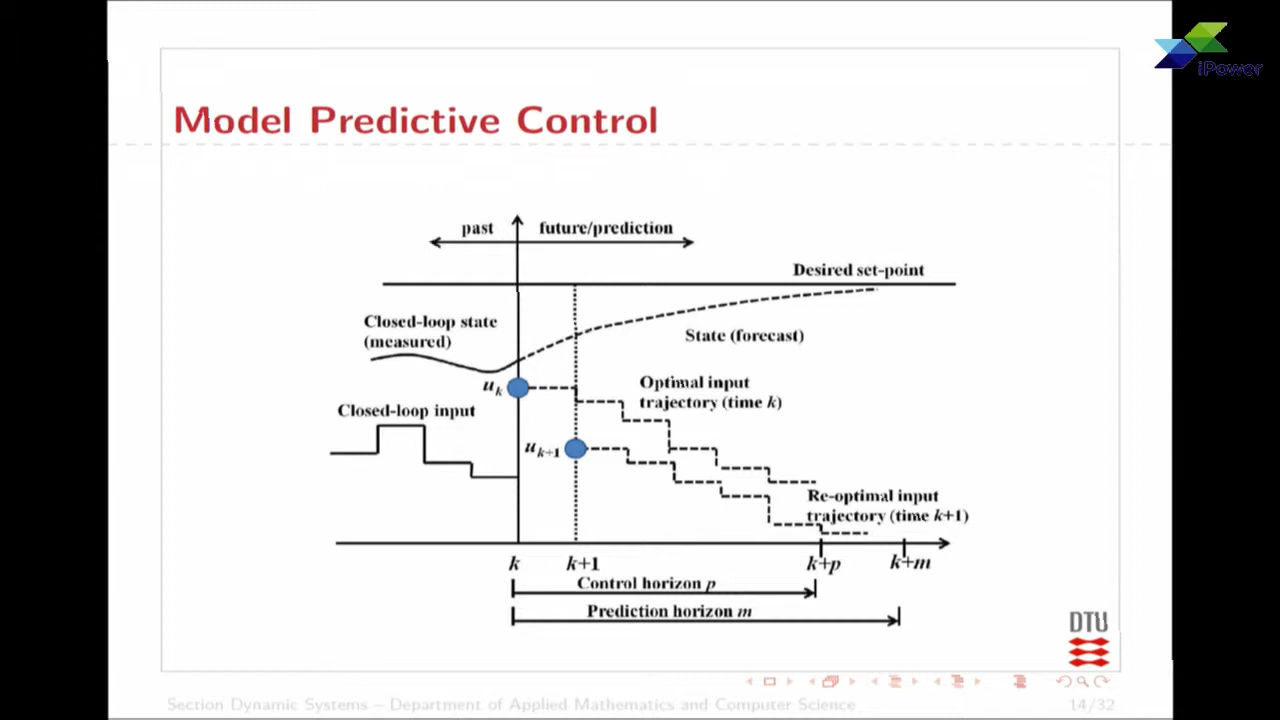 iPower
Model Predictive Control
past
future/prediction
Desired set-point
Closed-loop state
(measured)
State (forecast)
u k
Optimal input
trajectory (time k)
Closed-loop input
u k+1
Re-optimal input
trajectory (time k+1)
k
k+1
k+p
k+m
Control horizon p
Prediction horizon m
DTU
Section Dynamic Systems – Department of Applied Mathematics and Computer Science
14/32